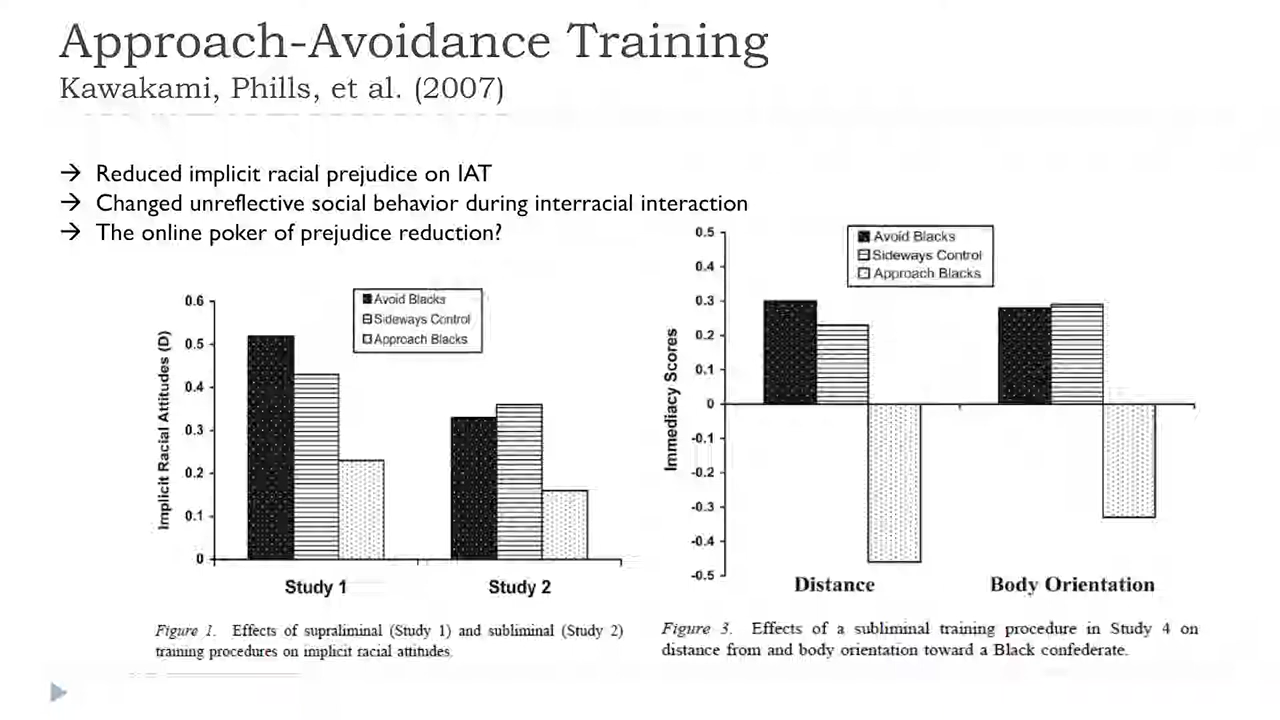 Approach-Avoidance Training
Kawakami, Phills, et al. (2007)
→ Reduced implicit racial prejudice on IAT
→ Changed unreflective social behavior during interracial interaction
→ The online poker of prejudice reduction?
0.6
0.5
0.4
0.3
0.2
0.1
0
Implicit Racial Attitudes (D)
Avoid Blacks
Sideways Control
Approach Blacks
Study 1
Study 2
Figure 1. Effects of supraliminal (Study 1) and subliminal (Study 2)
training procedures on implicit racial attitudes.
0.5
0.4
0.3
0.2
0.1
0
-0.1
-0.2
-0.3
-0.4
-0.5
Immediacy Scores
Avoid Blacks
Sideways Control
Approach Blacks
Distance
Body Orientation
Figure 3. Effects of a subliminal training procedure in Study 4 on
distance from and body orientation toward a Black confederate.